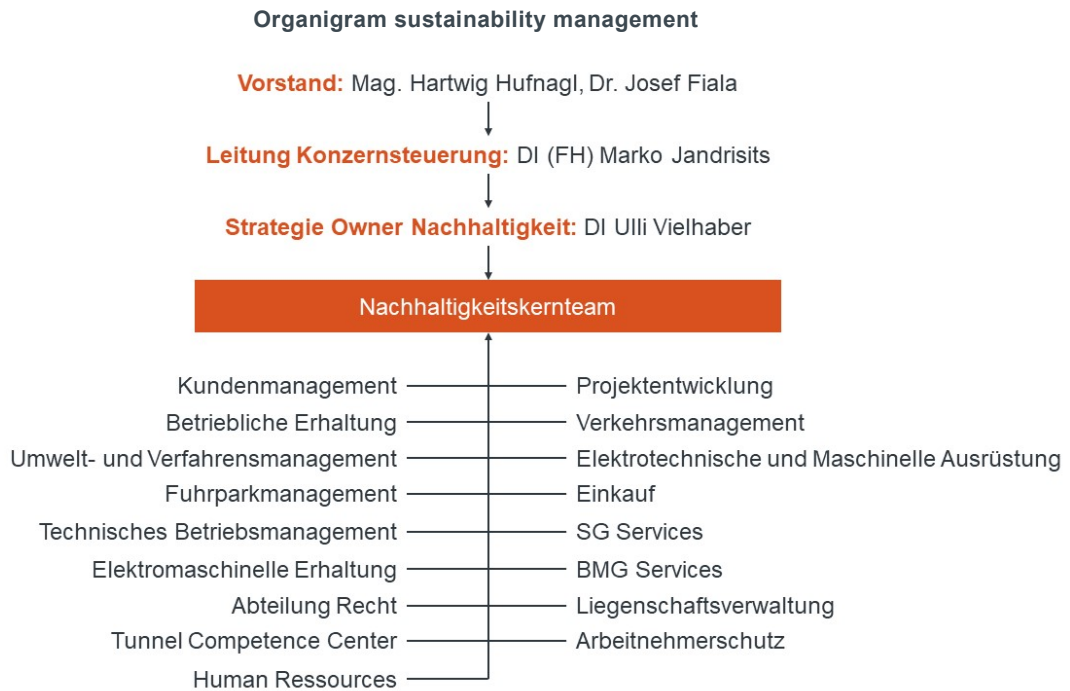 Organigram sustainability management
Vorstand: Mag. Hartwig Hufnagl, Dr. Josef Fiala
Leitung Konzernsteuerung: DI (FH) Marko Jandrisits
Strategie Owner Nachhaltigkeit: DI Ulli Vielhaber
Nachhaltigkeitskernteam
Kundenmanagement Projektentwicklung
Betriebliche Erhaltung Verkehrsmanagement
Umwelt- und Verfahrensmanagement Elektrotechnische und Maschinelle Ausrüstung
Fuhrparkmanagement Einkauf
Technisches Betriebsmanagement SG Services
Elektromaschinelle Erhaltung BMG Services
Abteilung Recht Liegenschaftsverwaltung
Tunnel Competence Center Arbeitnehmerschutz
Human Ressources